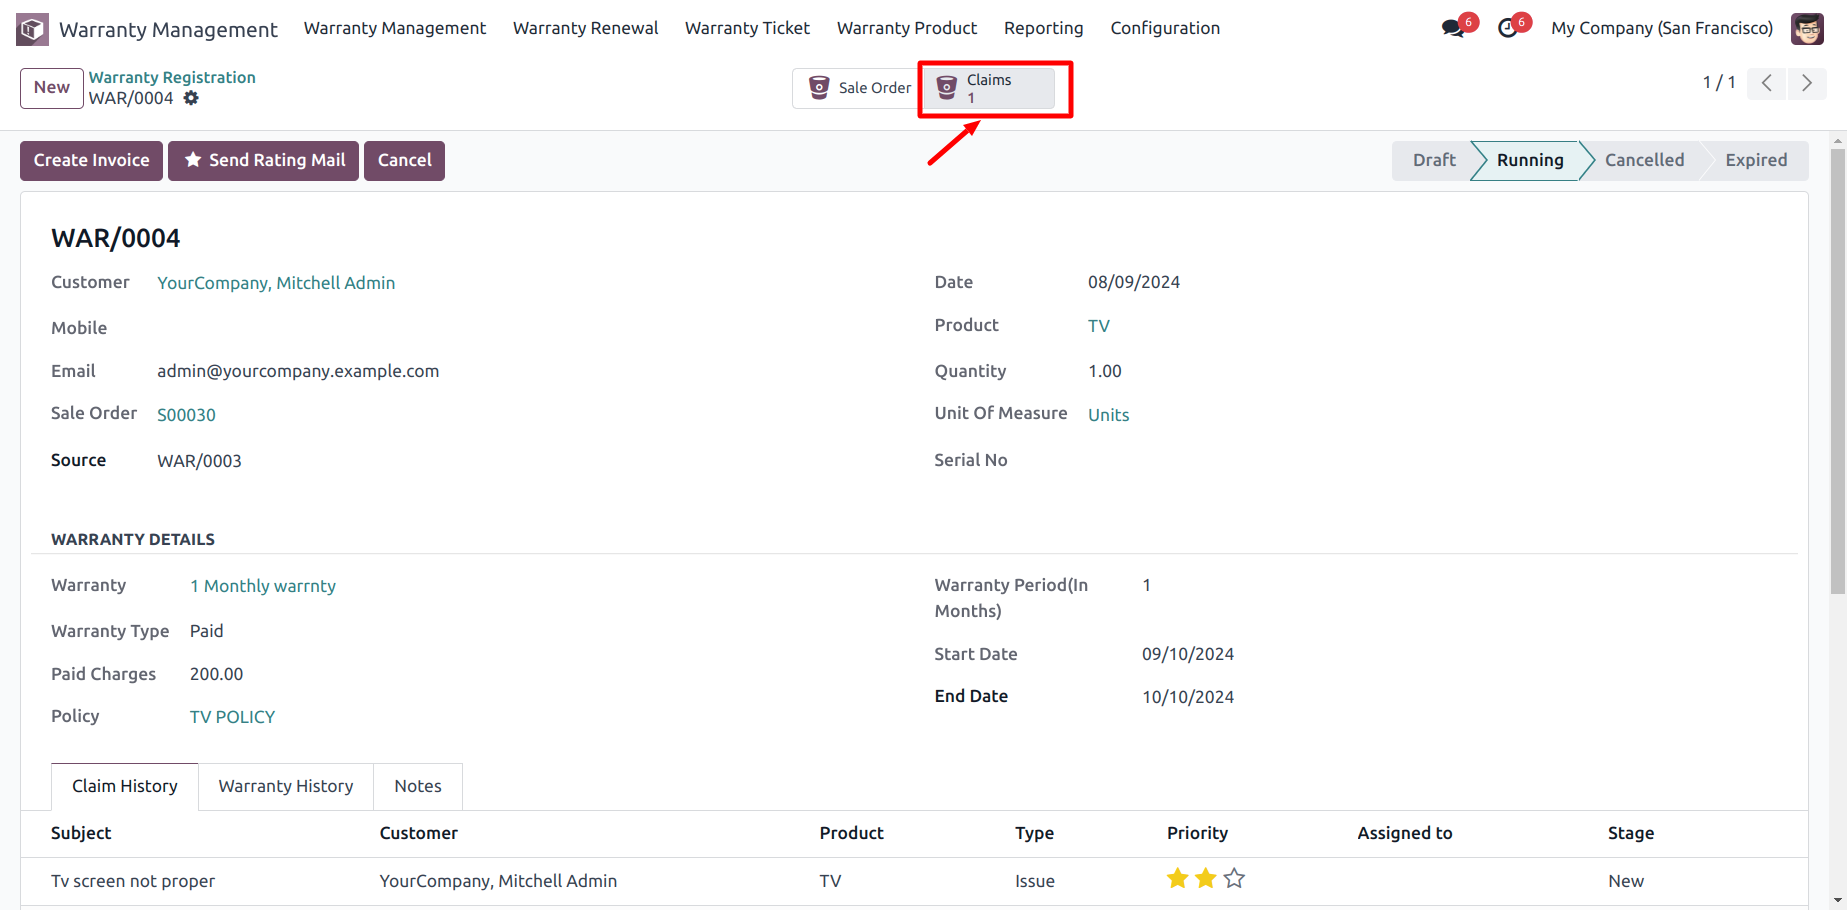 Warranty Management Warranty Management Warranty Renewal Warranty Ticket Warranty Product Reporting Configuration 6 6 My Company (San Francisco)
New Warranty Registration
WAR/0004
Sale Order Claims
1
1 / 1
Create Invoice Send Rating Mail Cancel Draft Running Cancelled Expired
WAR/0004
Customer YourCompany, Mitchell Admin Date 08/09/2024
Mobile Product TV
Email admin@yourcompany.example.com Quantity 1.00
Sale Order S00030 Unit Of Measure Units
Source WAR/0003 Serial No
WARRANTY DETAILS
Warranty 1 Monthly warrnty Warranty Period(In
Months) 1
Warranty Type Paid Start Date 09/10/2024
Paid Charges 200.00 End Date 10/10/2024
Policy TV POLICY
Claim History Warranty History Notes
Subject Customer Product Type Priority Assigned to Stage
Tv screen not proper YourCompany, Mitchell Admin TV Issue New